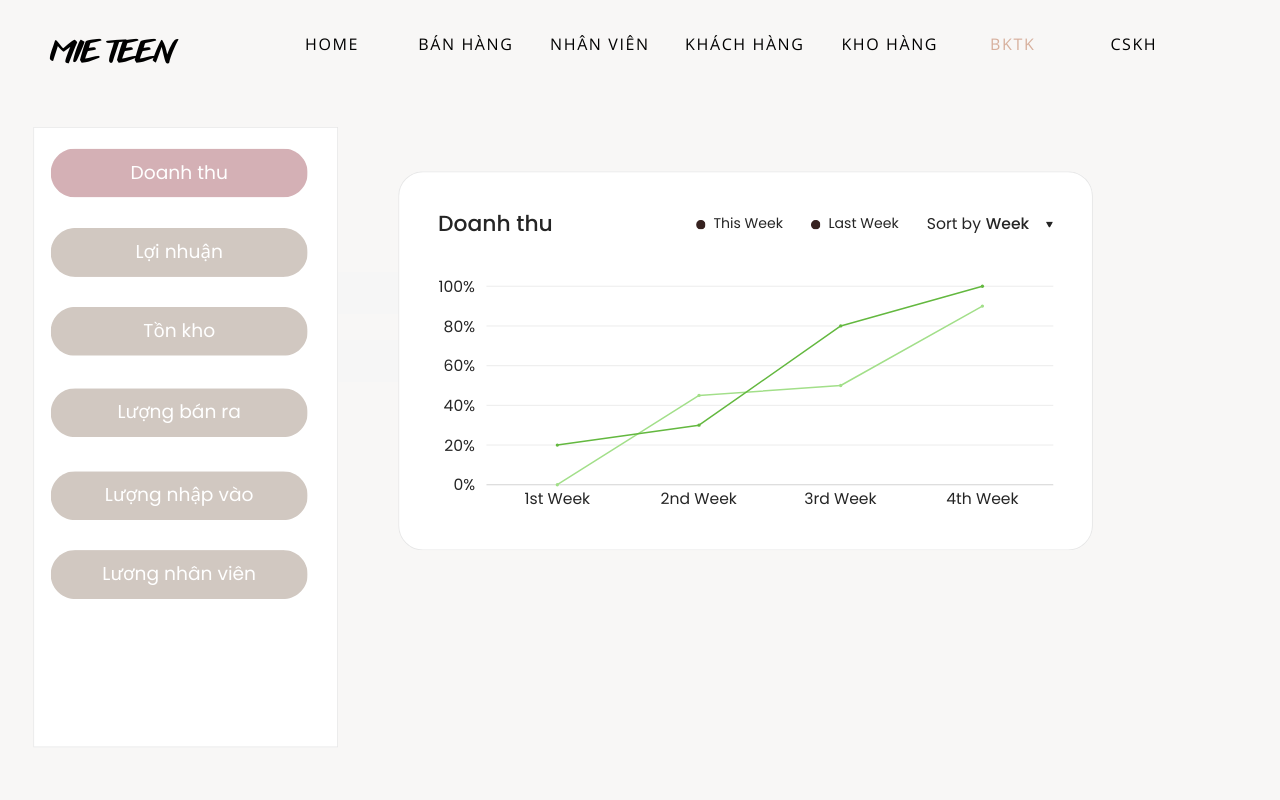 MIE TEEN
HOME BÁN HÀNG NHÂN VIÊN KHÁCH HÀNG KHO HÀNG BKTK CSKH
Doanh thu
Lợi nhuận
Tồn kho
Lượng bán ra
Lượng nhập vào
Lương nhân viên
Doanh thu This Week Last Week Sort by Week
100%
80%
60%
40%
20%
0%
1st Week 2nd Week 3rd Week 4th Week